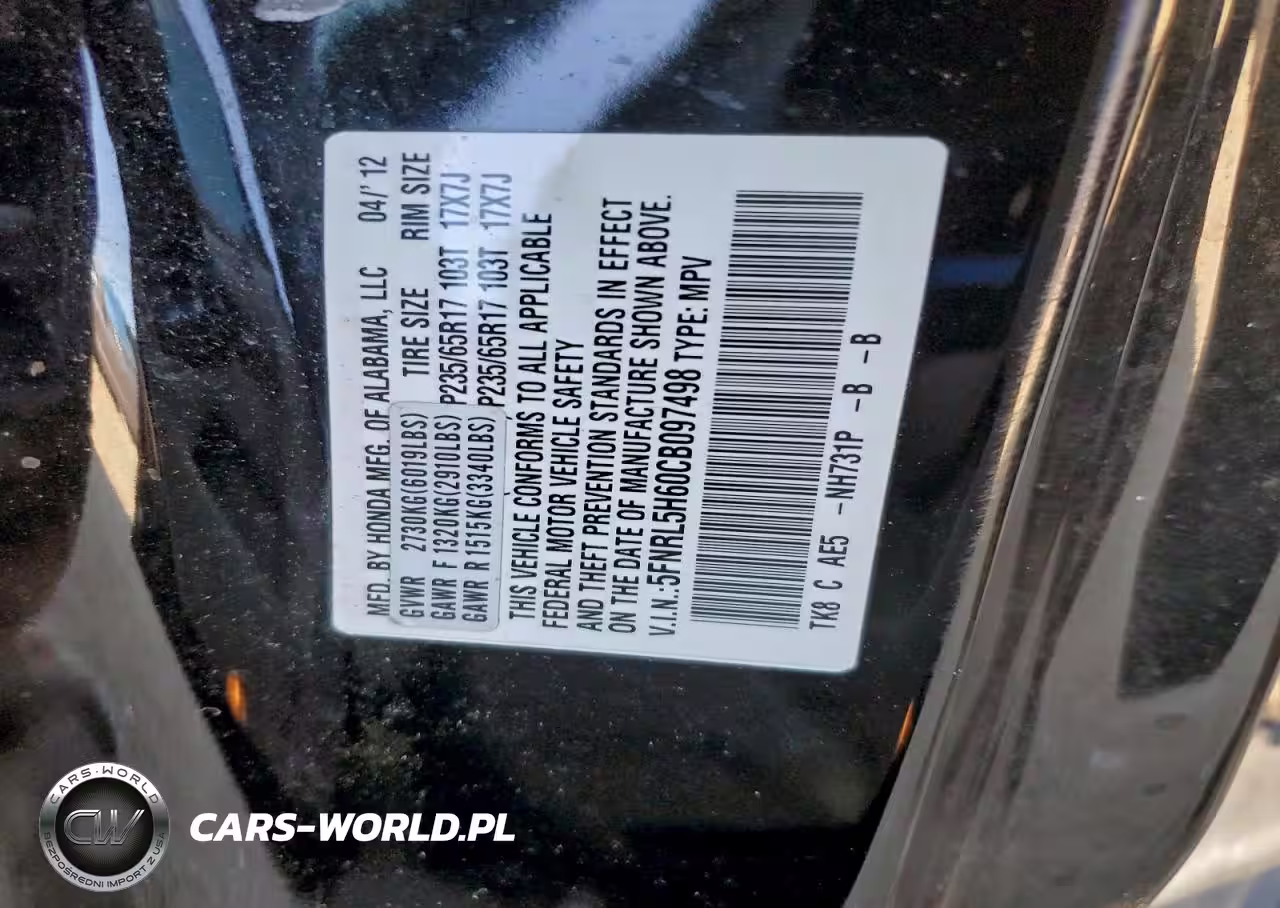 MFD. BY HONDA MFG. OF ALABAMA, LLC 04/'12
GVWR 2730KG(6019LBS) TIRE SIZE RIM SIZE
GAWR F 1320KG(2910LBS) P235/65R17 103T 17X7J
GAWR R 1515KG(3340LBS) P235/65R17 103T 17X7J
THIS VEHICLE CONFORMS TO ALL APPLICABLE
FEDERAL MOTOR VEHICLE SAFETY
AND THEFT PREVENTION STANDARDS IN EFFECT
ON THE DATE OF MANUFACTURE SHOWN ABOVE.
V.I.N.:5FNRL5H60CB097498 TYPE: MPV
TK8 C AE5 -NH731P -B -B
CARS-WORLD
CW
BEZPOŚREDNI IMPORT Z USA
CARS-WORLD.PL